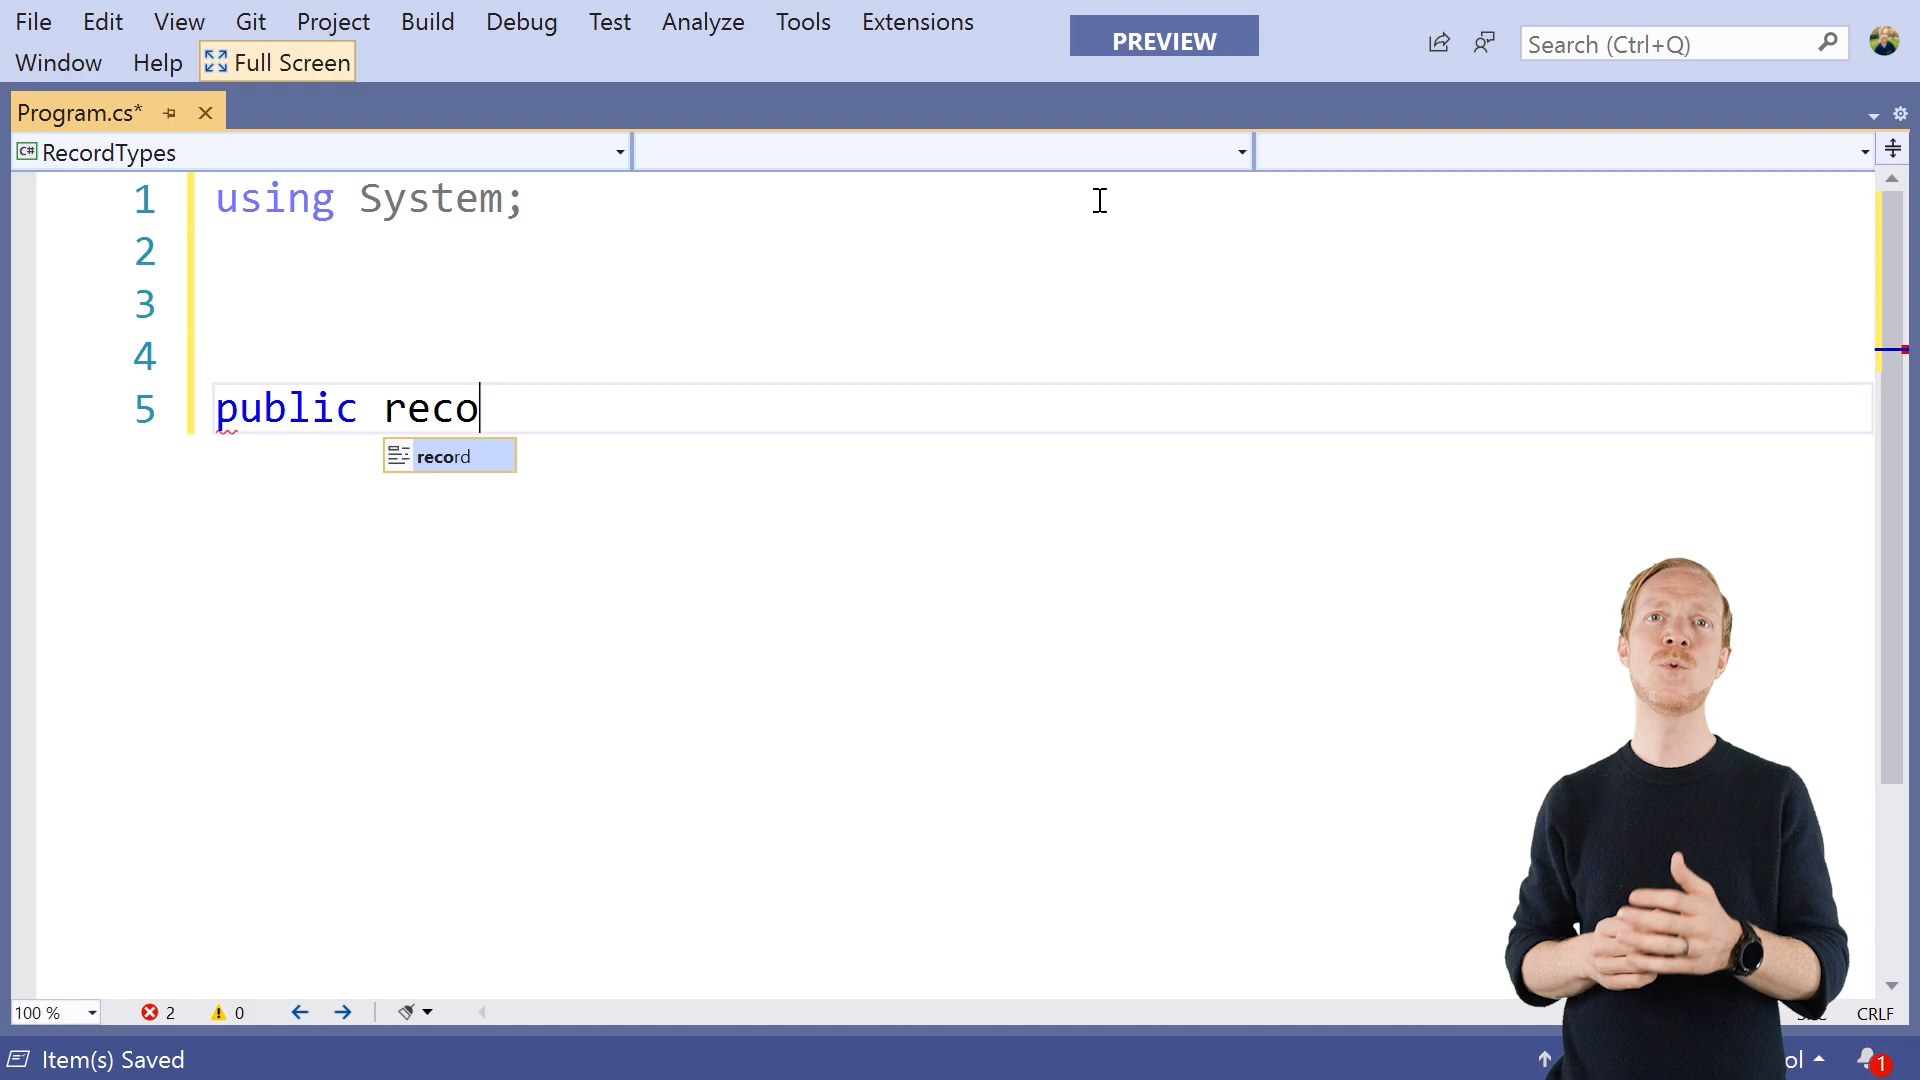 File Edit View Git Project Build Debug Test Analyze Tools Extensions
PREVIEW
Search (Ctrl+Q)
Window Help Full Screen
Program.cs*
C# RecordTypes
1 using System;
2
3
4
5 public reco
record
100 % 2 0
CRLF
Item(s) Saved
ol 1